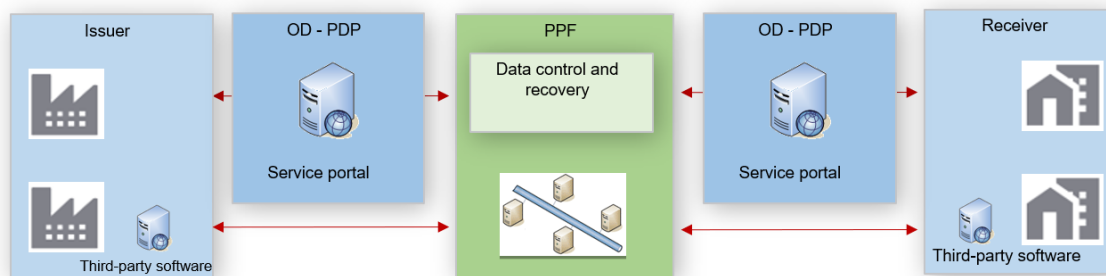 Issuer
OD - PDP
PPF
OD - PDP
Receiver
Data control and
recovery
Service portal
Service portal
Third-party software
Third-party software